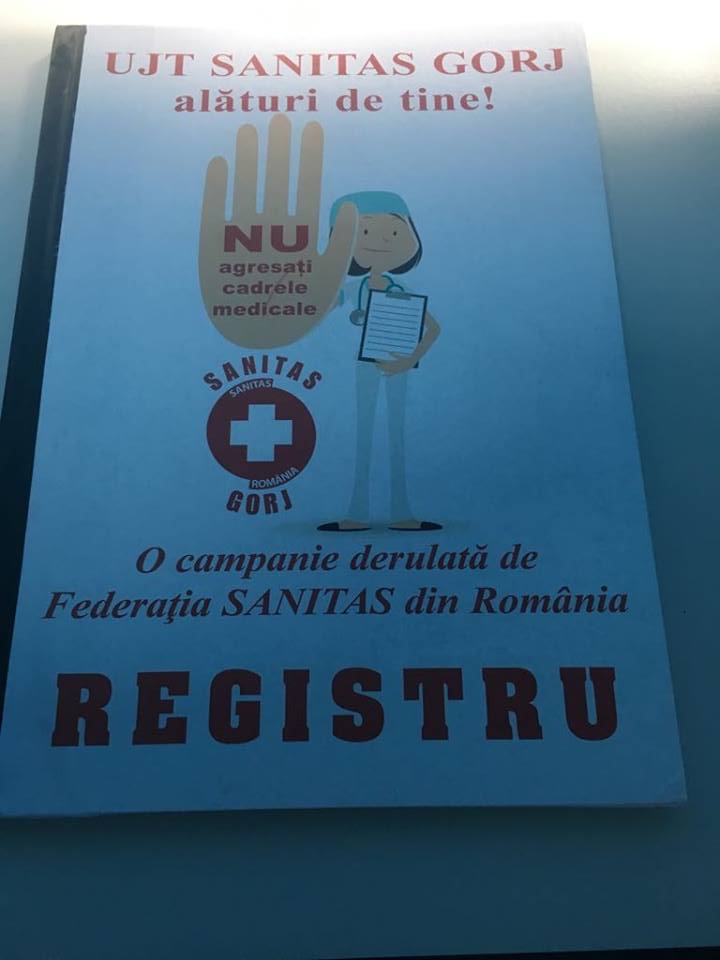 UJT SANITAS GORJ
alături de tine!
NU
agresați
cadrele
medicale
SANITAS
SANITAS
ROMÂNIA
GORJ
O campanie derulată de
Federaţia SANITAS din România
REGISTRU